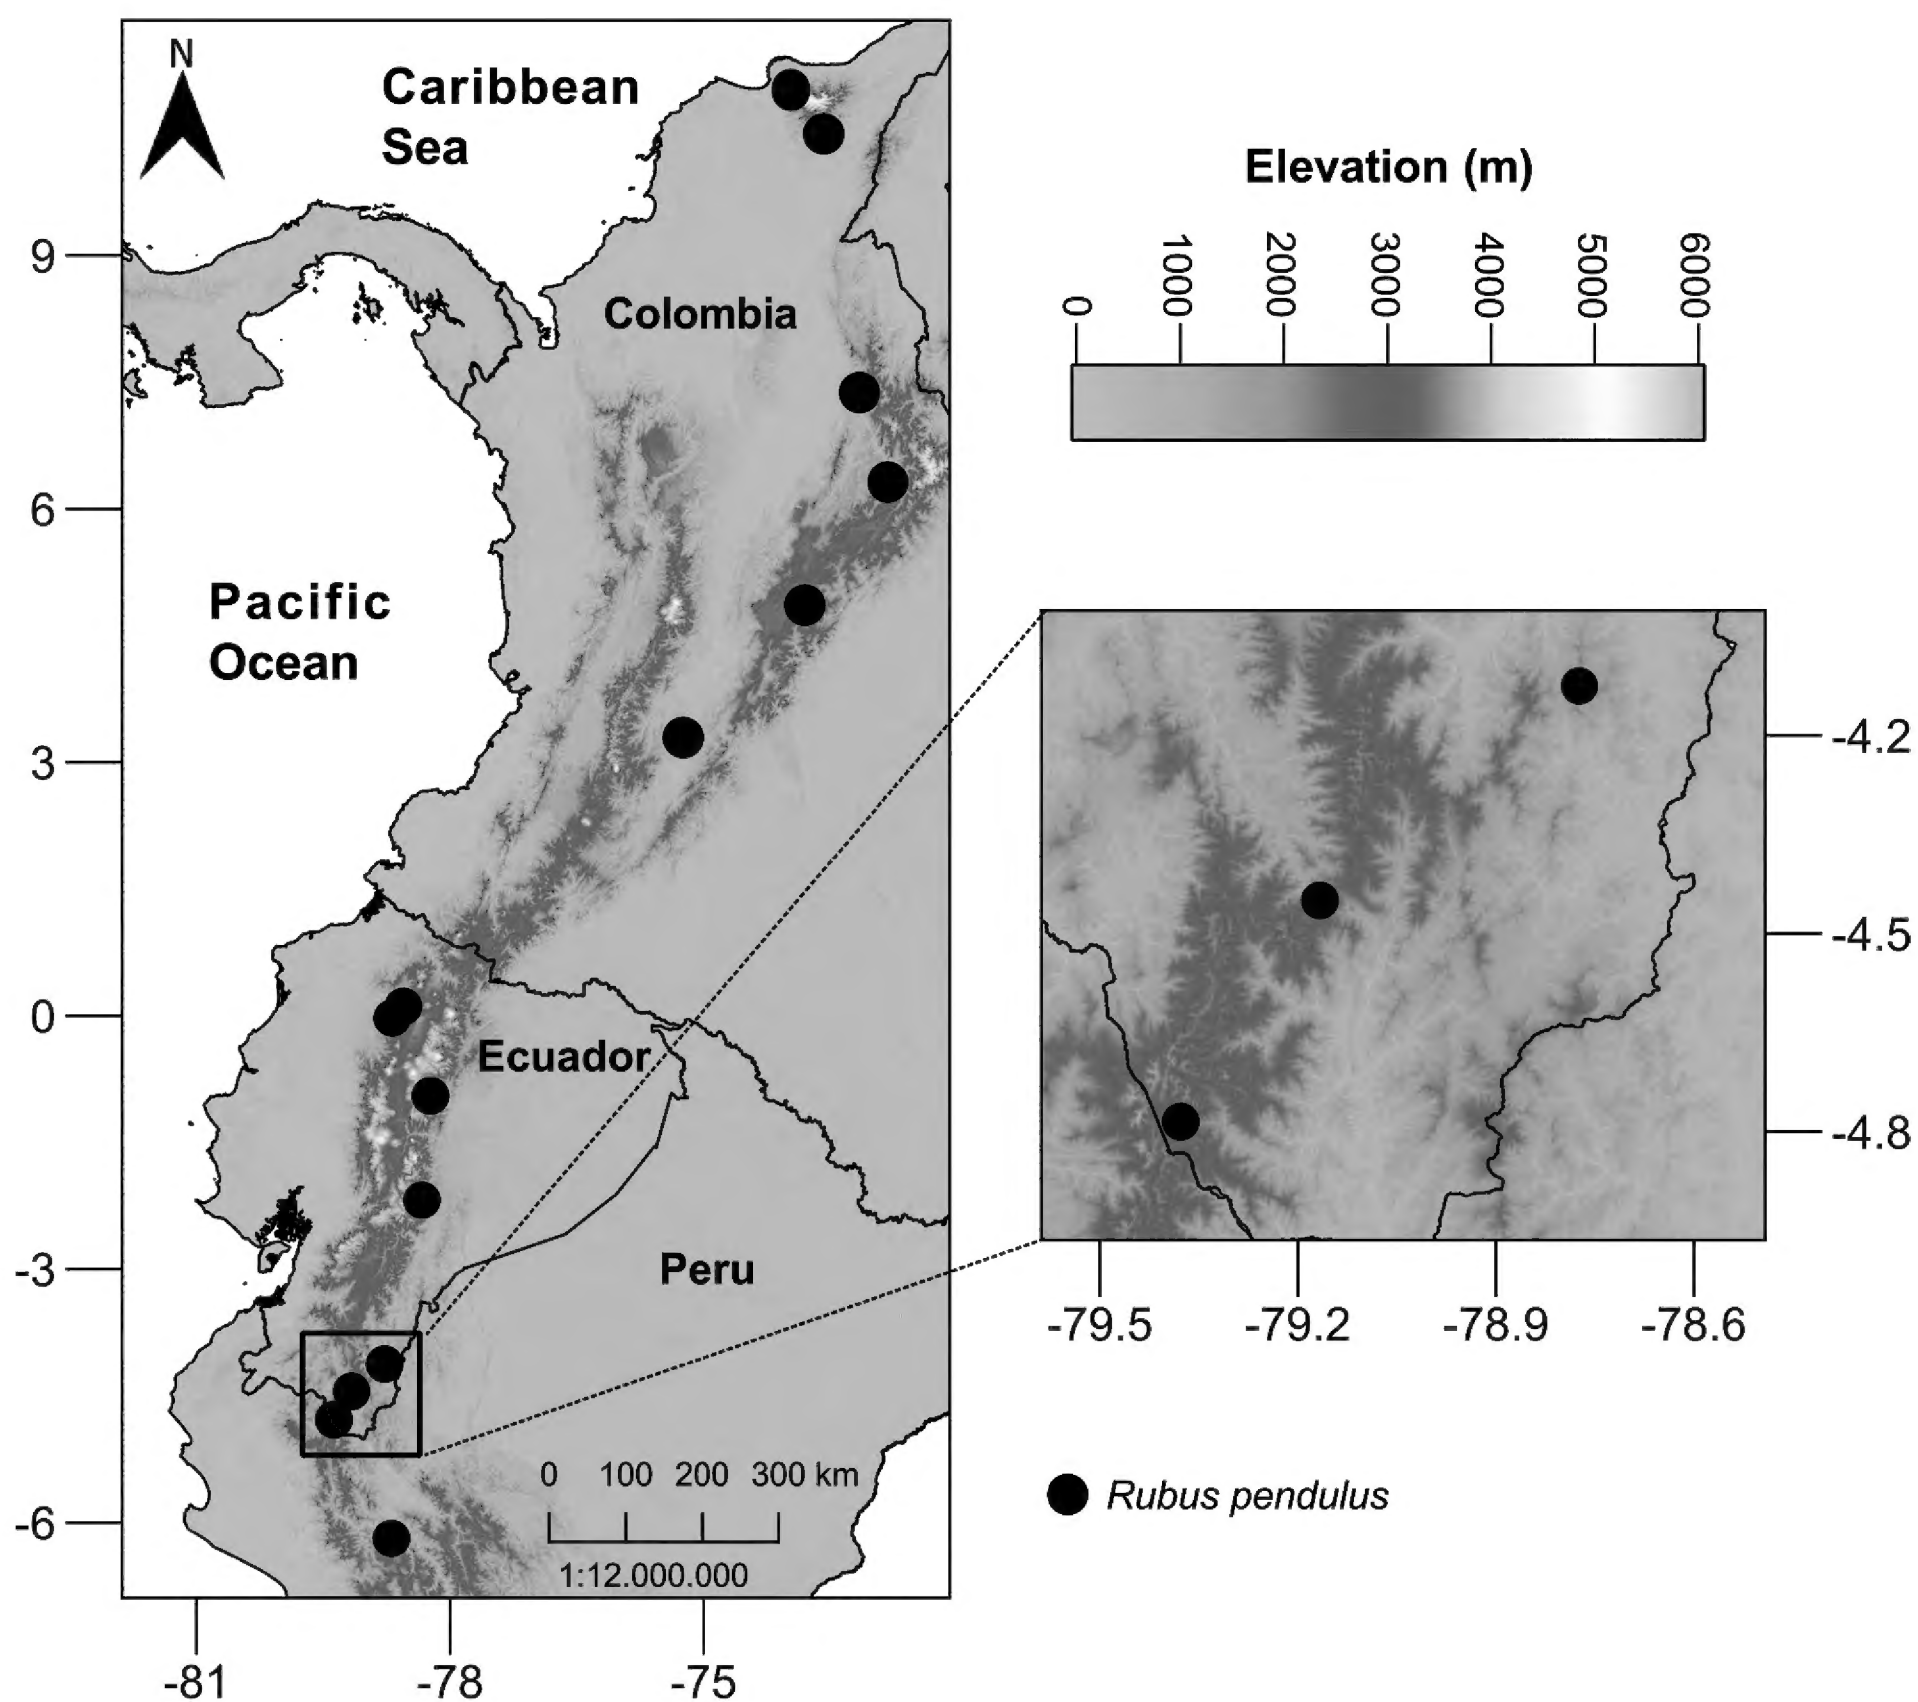 N
Caribbean
Sea
Elevation (m)
0
1000
2000
3000
4000
5000
6000
9
Colombia
6
Pacific
Ocean
3
-4.2
-4.5
0
Ecuador
-4.8
-3
Peru
-79.5
-79.2
-78.9
-78.6
0 100 200 300 km
Rubus pendulus
-6
1:12.000.000
-81
-78
-75